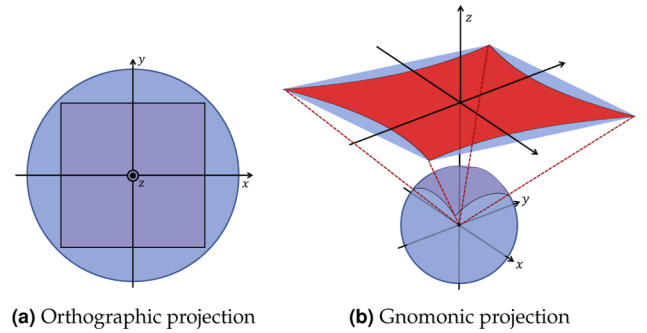 y
x
z
(a) Orthographic projection
z
y
x
(b) Gnomonic projection